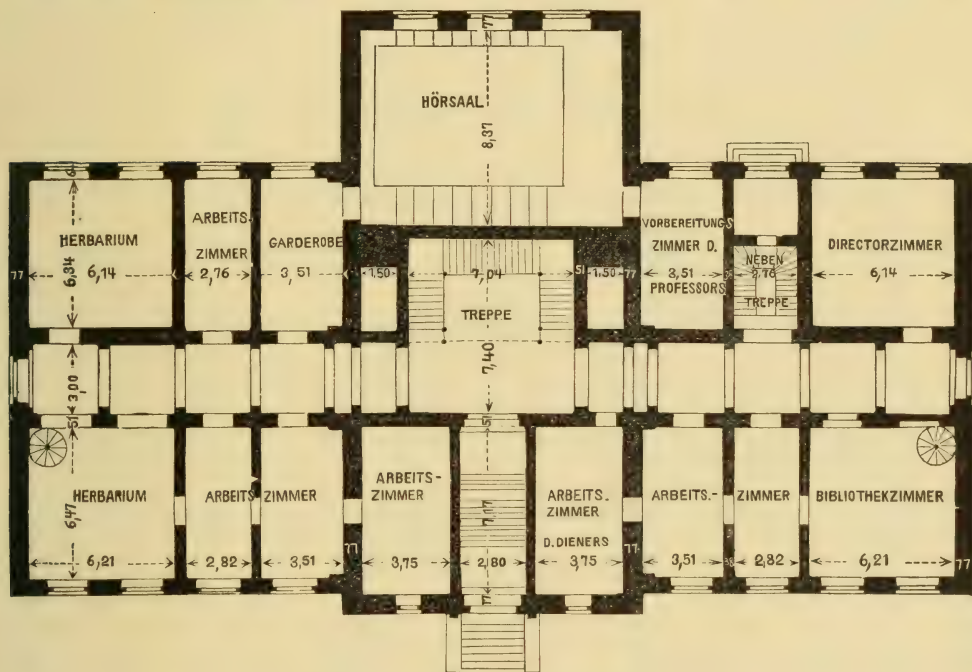 77
HÖRSAAL
8,37
61
ARBEITS-
ZIMMER
HERBARIUM
GARDEROBE
6,34
77
6,14
2,76
3,51
1,50
7,04
51
1,50
77
TREPPE
VORBEREITUNGS
ZIMMER D.
3,51
PROFESSORS
38
NEBEN
2,76
TREPPE
DIRECTORZIMMER
6,14
3,00
7,40
51
51
HERBARIUM
ARBEITS
ZIMMER
ARBEITS-
ZIMMER
ARBEITS.
ZIMMER
D. DIENERS
ARBEITS.-
ZIMMER
BIBLIOTHEKZIMMER
6,47
7,17
6,21
2,82
3,51
77
3,75
2,80
3,75
77
3,51
38
2,82
6,21
77
77